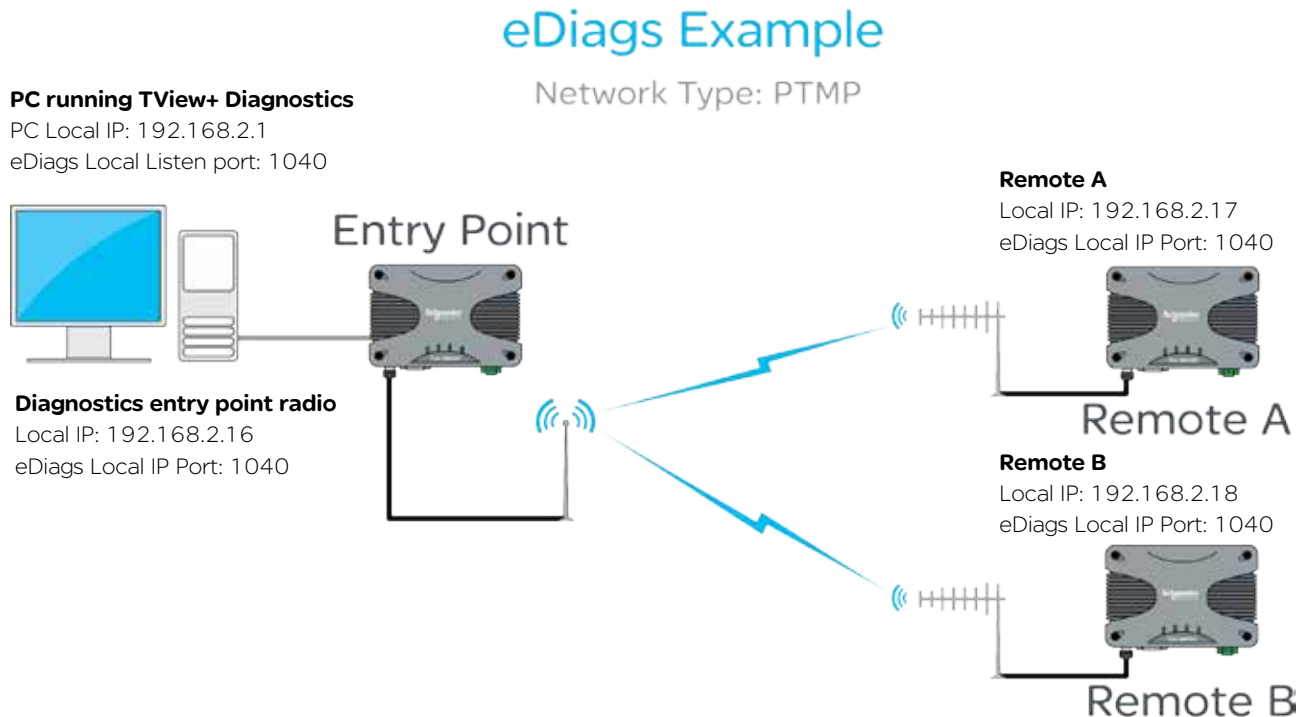 eDiags Example
Network Type: PTMP
PC running TView+ Diagnostics
PC Local IP: 192.168.2.1
eDiags Local Listen port: 1040
Entry Point
Diagnostics entry point radio
Local IP: 192.168.2.16
eDiags Local IP Port: 1040
Remote A
Local IP: 192.168.2.17
eDiags Local IP Port: 1040
Remote A
Remote B
Local IP: 192.168.2.18
eDiags Local IP Port: 1040
Remote B